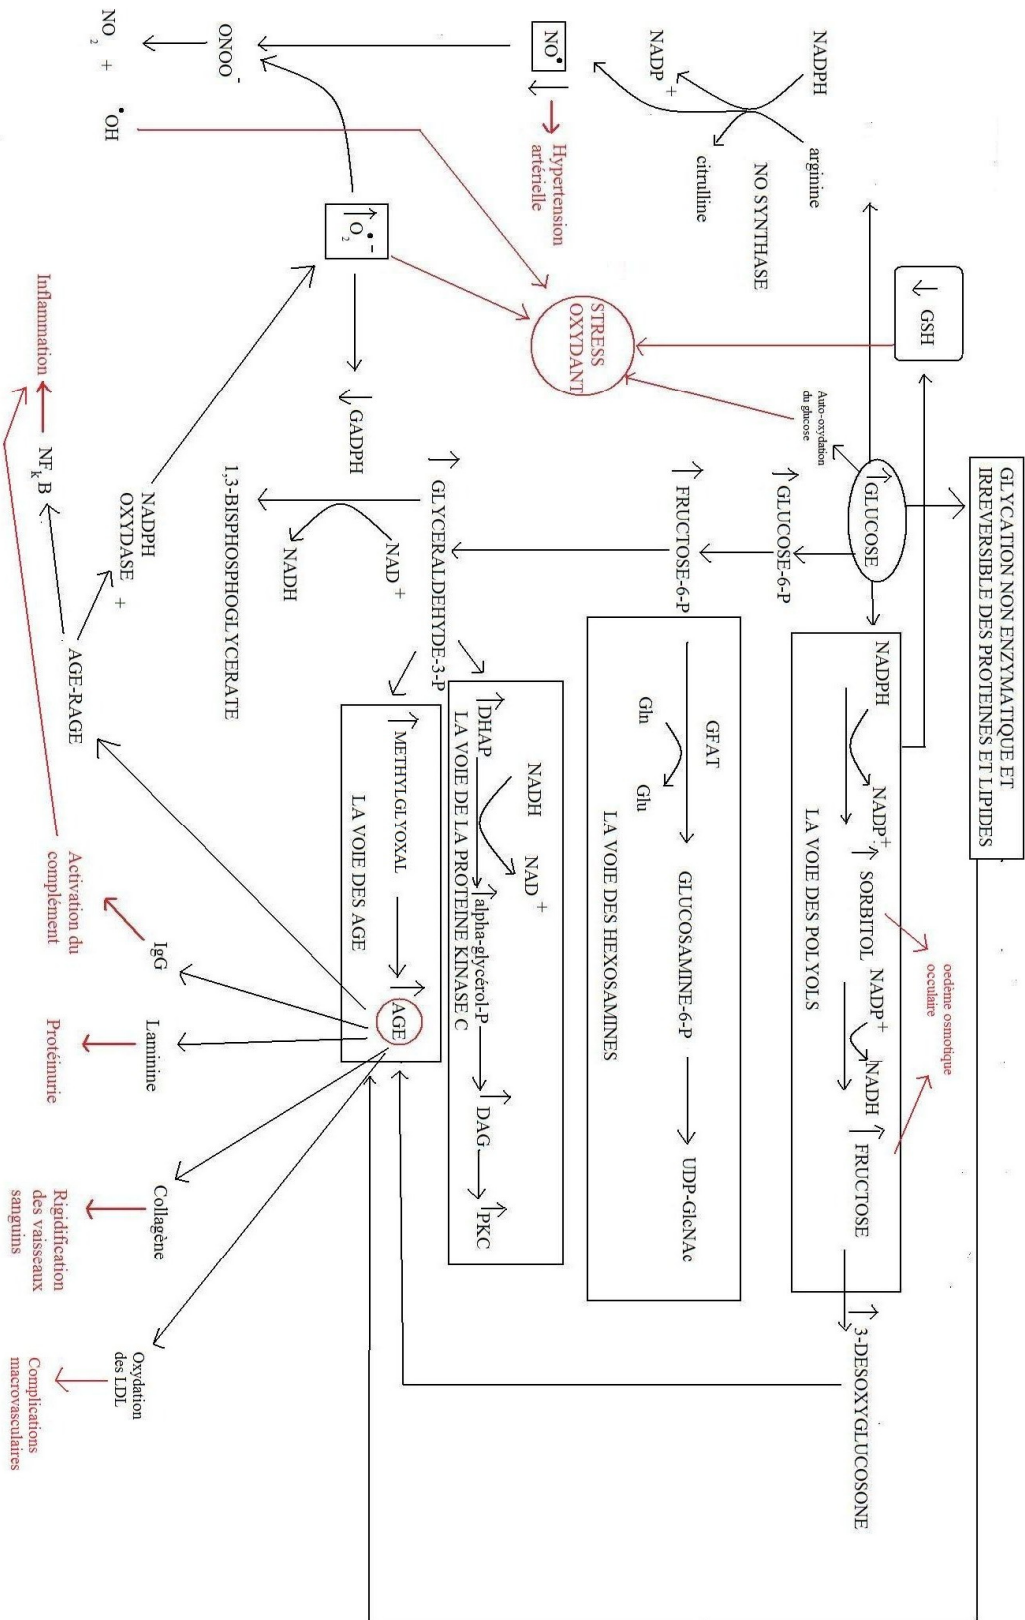 GLYCATION NON ENZYMATIQUE ET
IRREVERSIBLE DES PROTEINES ET LIPIDES
GSH
GLUCOSE
Auto-oxydation
du glucose
STRESS
OXYDANT
NADPH
arginine
NADP +
citrulline
NO SYNTHASE
NO•
Hypertension
artérielle
ONOO -
NO2 +
•OH
O2•-
GADPH
GLUCOSE-6-P
FRUCTOSE-6-P
GLYCERALDEHYDE-3-P
NAD +
NADH
1,3-BISPHOSPHOGLYCERATE
NADPH
NADP+
SORBITOL
NADP+
NADH
FRUCTOSE
LA VOIE DES POLYOLS
oedème osmotique
occulaire
3-DESOXYGLUCOSONE
GFAT
Gln
Glu
GLUCOSAMINE-6-P
UDP-GlcNAc
LA VOIE DES HEXOSAMINES
NADH
NAD +
DHAP
alpha-glycérol-P
DAG
PKC
LA VOIE DE LA PROTEINE KINASE C
METHYLGLYOXAL
AGE
LA VOIE DES AGE
NADPH
OXYDASE +
AGE-RAGE
NFkB
Inflammation
IgG
Activation du
complément
Laminine
Protéinurie
Collagène
Rigidification
des vaisseaux
sanguins
Oxydation
des LDL
Complications
macrovasculaires